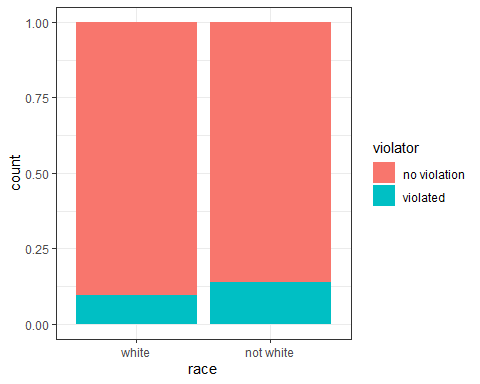 1.00
0.75
0.50
0.25
0.00
count
white
not white
race
violator
no violation
violated